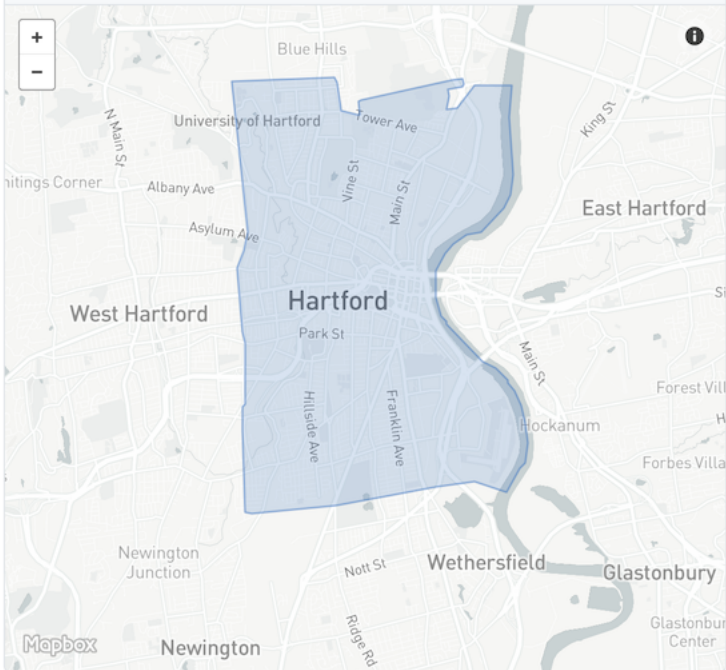 +
−
Blue Hills
N Main St
University of Hartford
Tower Ave
King St
hitings Corner
Albany Ave
Vine St
Main St
East Hartford
Asylum Ave
West Hartford
Hartford
Park St
Main St
Forest Vill
Hillside Ave
Franklin Ave
Hockanum
Forbes Villa
Newington
Junction
Nott St
Wethersfield
Glastonbury
Ridge Rd
Glastonbur
Center
Newington
Mapbox